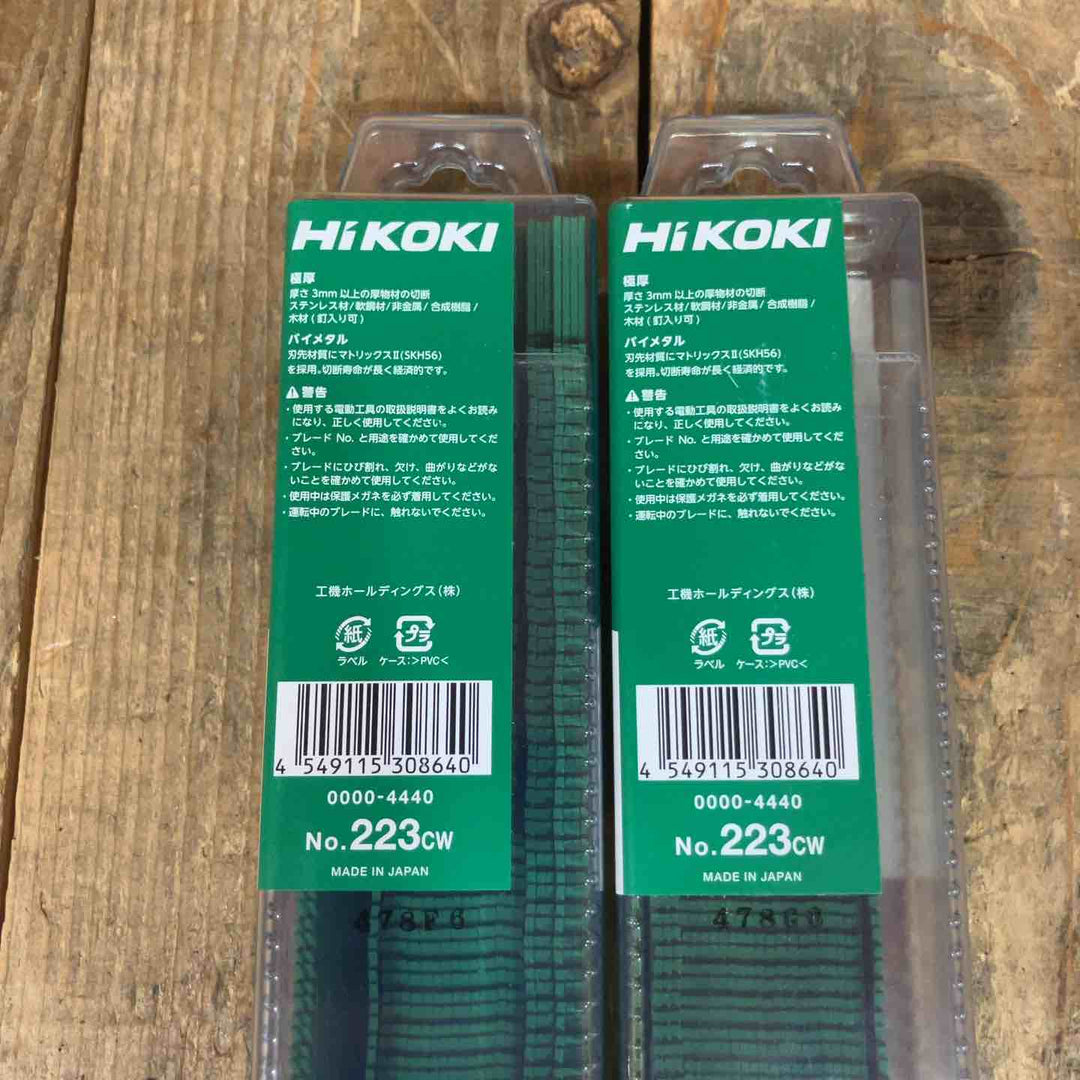 HiKOKI
極厚
厚さ 3mm 以上の厚物材の切断
ステンレス材/軟鋼材/非金属/合成樹脂/
木材(釘入り可)
バイメタル
刃先材質にマトリックスⅡ(SKH56)
を採用。切断寿命が長く経済的です。
⚠警告
・使用する電動工具の取扱説明書をよくお読み
になり、正しく使用してください。
・ブレード No. と用途を確かめて使用してくだ
さい。
・ブレードにひび割れ、欠け、曲がりなどがな
いことを確かめて使用してください。
・使用中は保護メガネを必ず着用してください。
・運転中のブレードに、触れないでください。
工機ホールディングス(株)
紙 プラ
ラベル ケース:>PVC<
4 549115 308640
0000-4440
No.223CW
MADE IN JAPAN
478F6
HiKOKI
極厚
厚さ 3mm 以上の厚物材の切断
ステンレス材/軟鋼材/非金属/合成樹脂/
木材(釘入り可)
バイメタル
刃先材質にマトリックスⅡ(SKH56)
を採用。切断寿命が長く経済的です。
⚠警告
・使用する電動工具の取扱説明書をよくお読み
になり、正しく使用してください。
・ブレード No. と用途を確かめて使用してくだ
さい。
・ブレードにひび割れ、欠け、曲がりなどがな
いことを確かめて使用してください。
・使用中は保護メガネを必ず着用してください。
・運転中のブレードに、触れないでください。
工機ホールディングス(株)
紙 プラ
ラベル ケース:>PVC<
4 549115 308640
0000-4440
No.223CW
MADE IN JAPAN
478G6